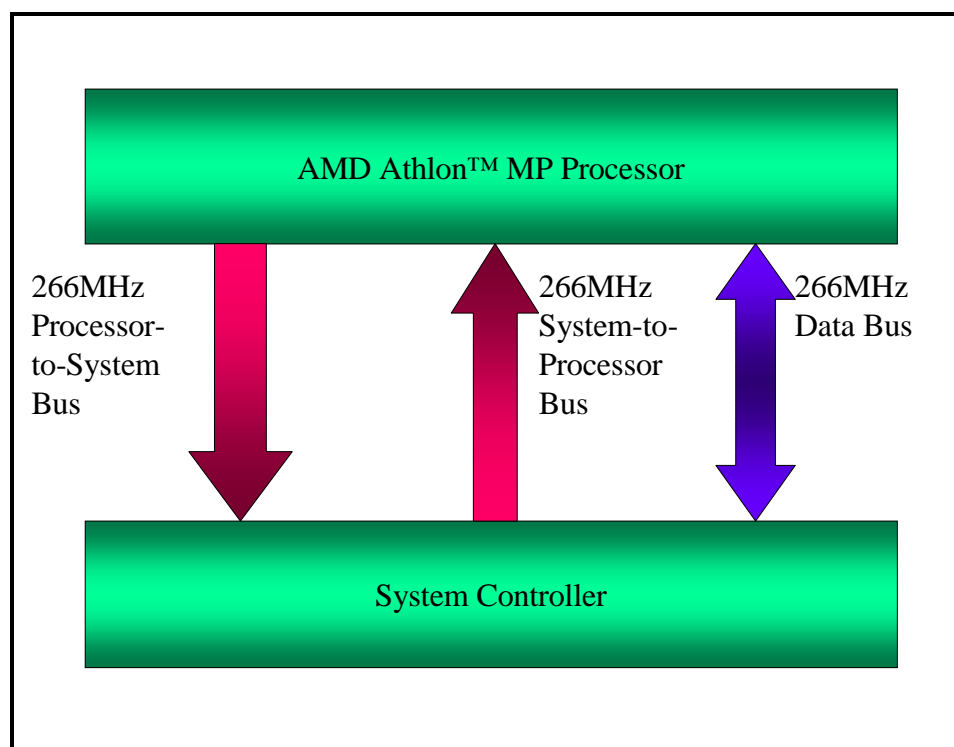 AMD Athlon™ MP Processor
266MHz
Processor-
to-System
Bus
266MHz
System-to-
Processor
Bus
266MHz
Data Bus
System Controller